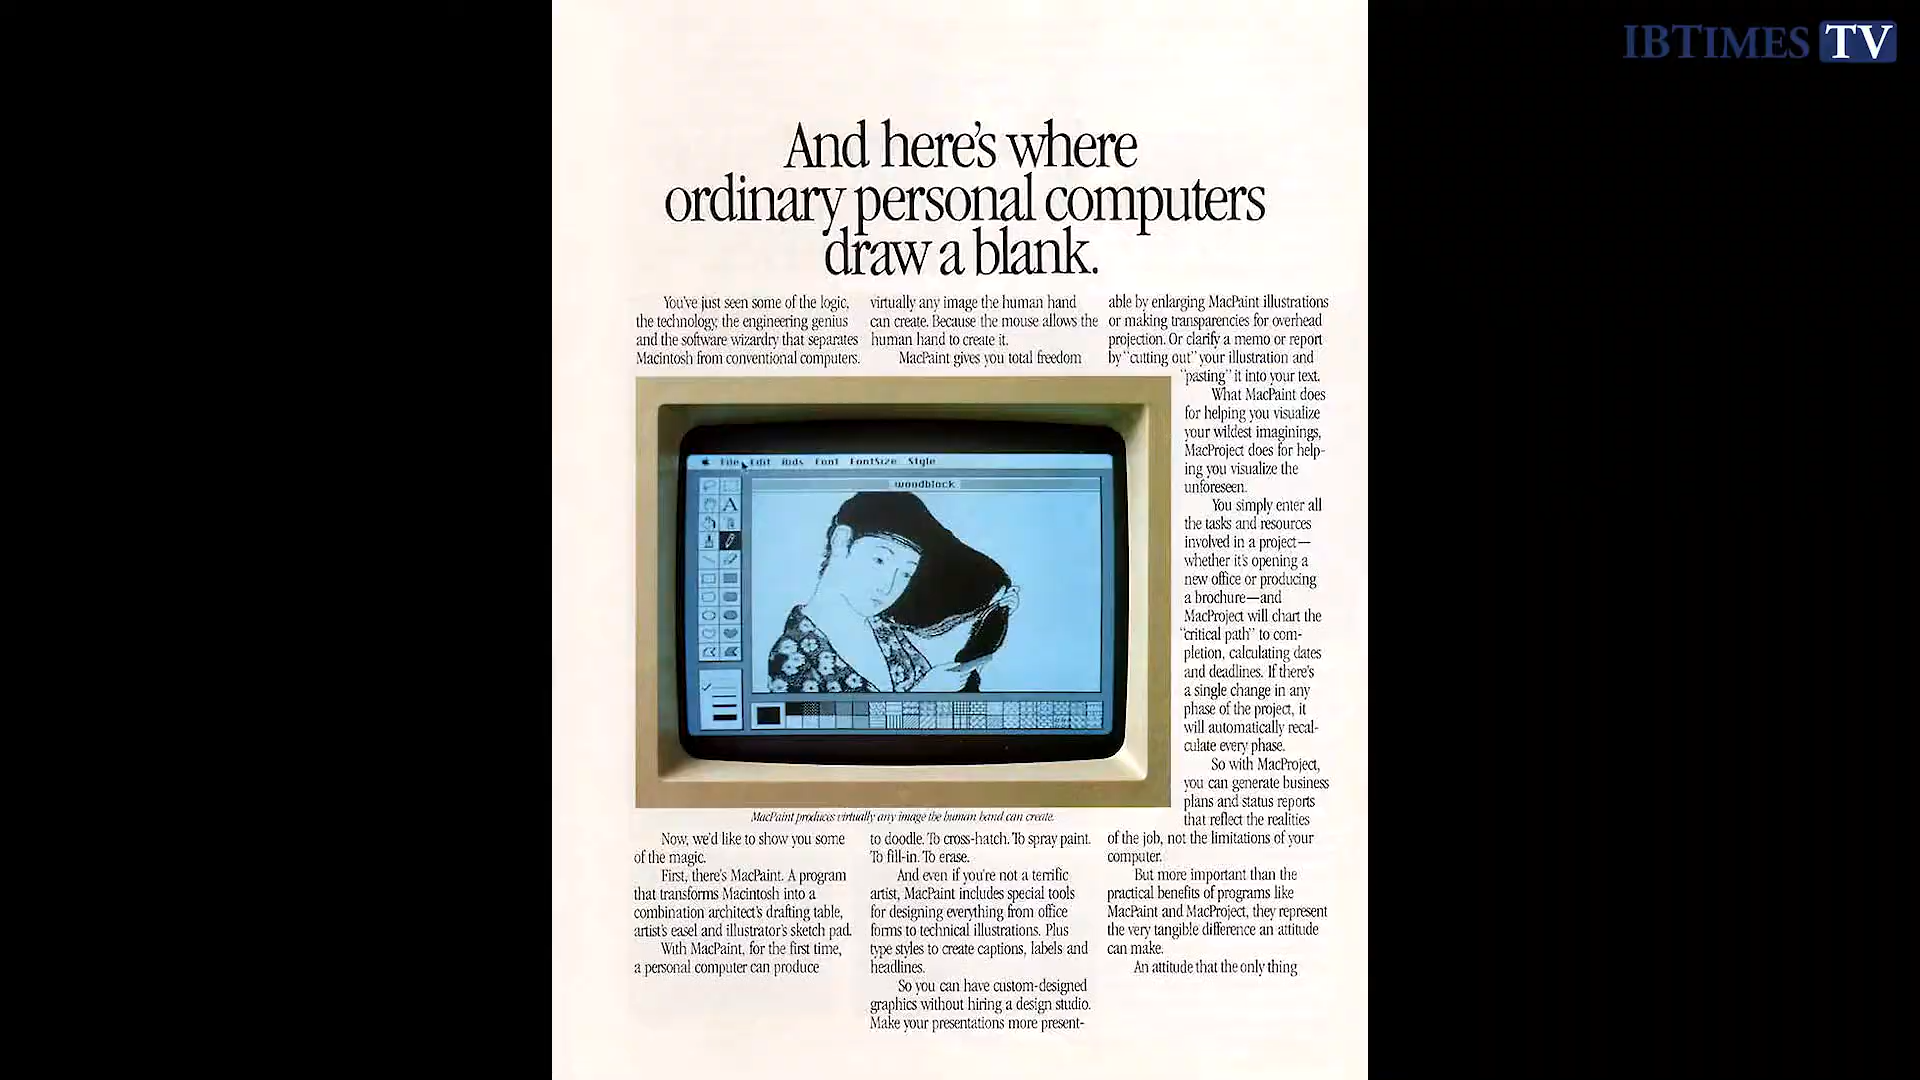 IBTIMES TV
And here's where
ordinary personal computers
draw a blank.
You've just seen some of the logic,
the technology, the engineering genius
and the software wizardry that separates
Macintosh from conventional computers.
File Edit Aids Font FontSize Style
woodblock
A
MacPaint produces virtually any image the human hand can create.
Now, we'd like to show you some
of the magic.
First, there's MacPaint. A program
that transforms Macintosh into a
combination architect's drafting table,
artist's easel and illustrator's sketch pad.
With MacPaint, for the first time,
a personal computer can produce
virtually any image the human hand
can create. Because the mouse allows the
human hand to create it.
MacPaint gives you total freedom
to doodle. To cross-hatch. To spray paint.
To fill-in. To erase.
And even if you're not a terrific
artist, MacPaint includes special tools
for designing everything from office
forms to technical illustrations. Plus
type styles to create captions, labels and
headlines.
So you can have custom-designed
graphics without hiring a design studio.
Make your presentations more present-
able by enlarging MacPaint illustrations
or making transparencies for overhead
projection. Or clarify a memo or report
by "cutting out" your illustration and
"pasting" it into your text.
What MacPaint does
for helping you visualize
your wildest imaginings,
MacProject does for help-
ing you visualize the
unforeseen.
You simply enter all
the tasks and resources
involved in a project—
whether it's opening a
new office or producing
a brochure—and
MacProject will chart the
"critical path" to com-
pletion, calculating dates
and deadlines. If there's
a single change in any
phase of the project, it
will automatically recal-
culate every phase.
So with MacProject,
you can generate business
plans and status reports
that reflect the realities
of the job, not the limitations of your
computer.
But more important than the
practical benefits of programs like
MacPaint and MacProject, they represent
the very tangible difference an attitude
can make.
An attitude that the only thing